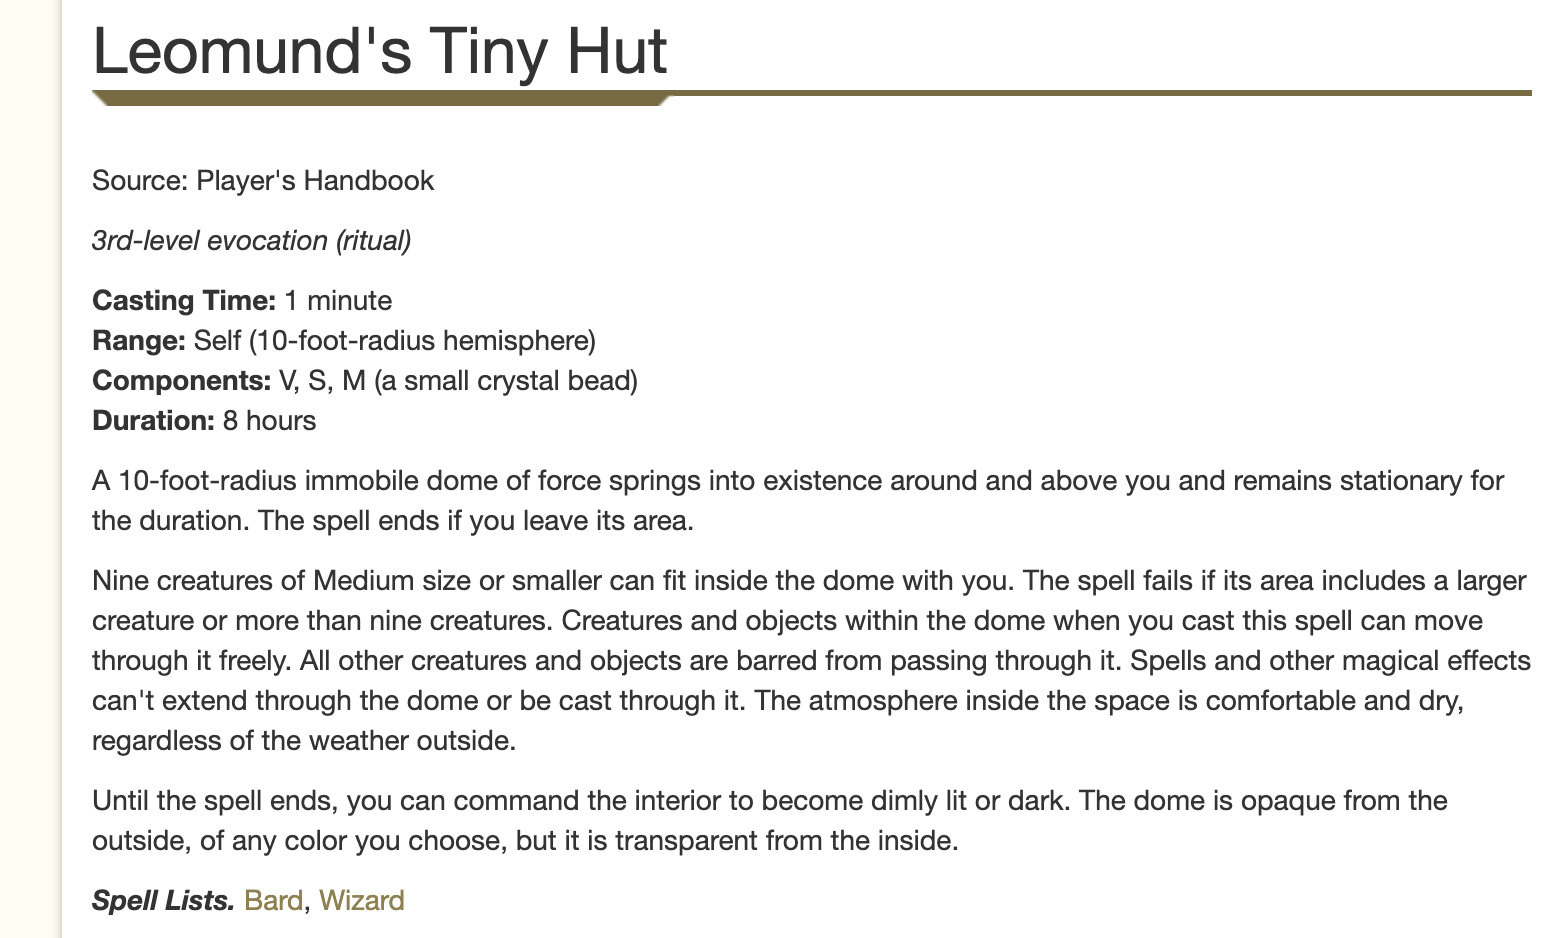 Leomund's Tiny Hut
Source: Player's Handbook
3rd-level evocation (ritual)
Casting Time: 1 minute
Range: Self (10-foot-radius hemisphere)
Components: V, S, M (a small crystal bead)
Duration: 8 hours
A 10-foot-radius immobile dome of force springs into existence around and above you and remains stationary for
the duration. The spell ends if you leave its area.
Nine creatures of Medium size or smaller can fit inside the dome with you. The spell fails if its area includes a larger
creature or more than nine creatures. Creatures and objects within the dome when you cast this spell can move
through it freely. All other creatures and objects are barred from passing through it. Spells and other magical effects
can't extend through the dome or be cast through it. The atmosphere inside the space is comfortable and dry,
regardless of the weather outside.
Until the spell ends, you can command the interior to become dimly lit or dark. The dome is opaque from the
outside, of any color you choose, but it is transparent from the inside.
Spell Lists. Bard, Wizard